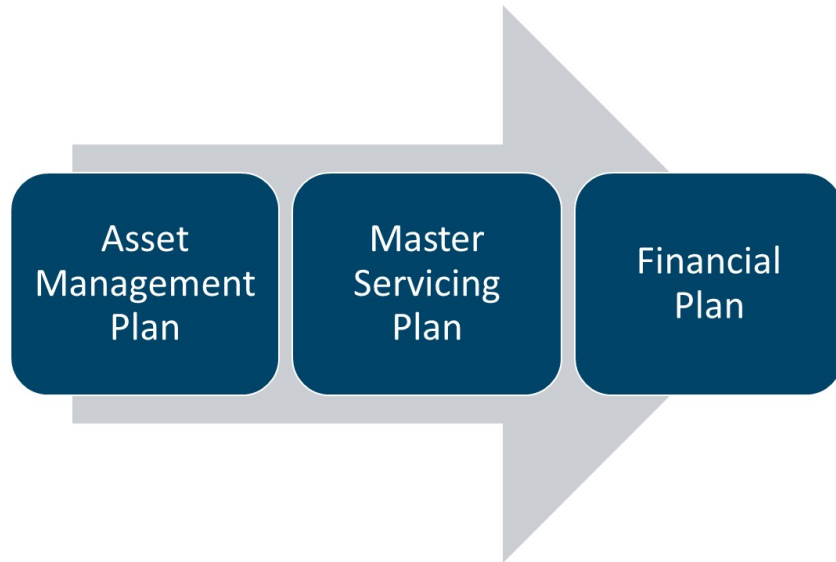 Asset
Management
Plan
Master
Servicing
Plan
Financial
Plan